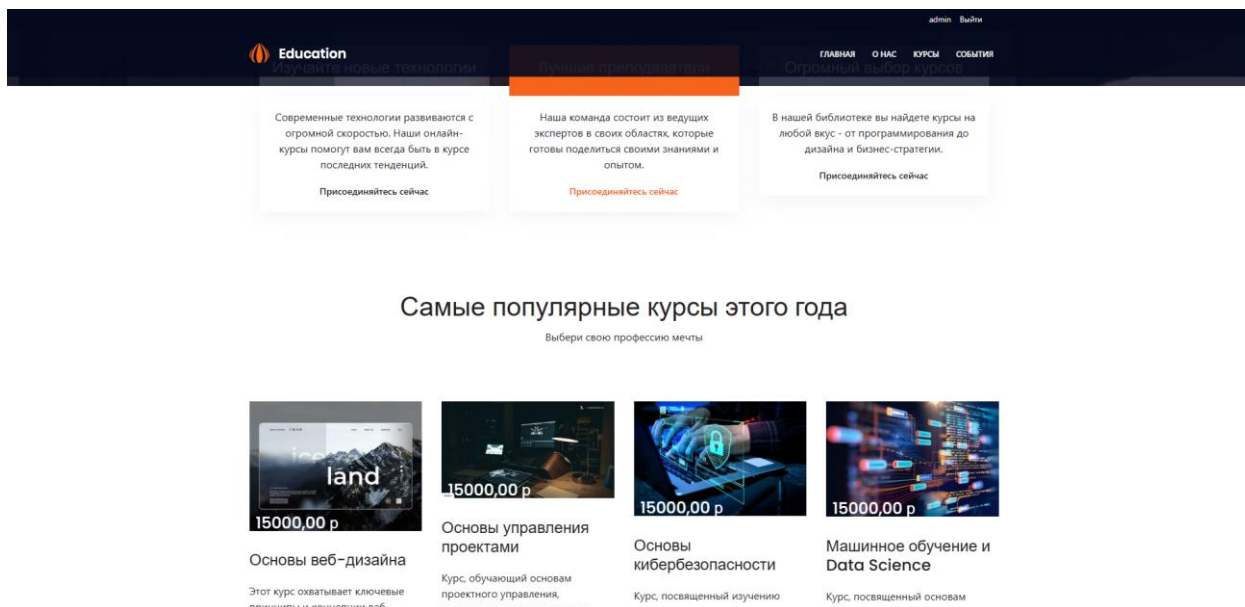 admin Выйти
Education
ГЛАВНАЯ О НАС КУРСЫ СОБЫТИЯ
Изучайте новые технологии
Лучшие преподаватели
Огромный выбор курсов
Современные технологии развиваются с
огромной скоростью. Наши онлайн-
курсы помогут вам всегда быть в курсе
последних тенденций.
Присоединяйтесь сейчас
Наша команда состоит из ведущих
экспертов в своих областях, которые
готовы поделиться своими знаниями и
опытом.
Присоединяйтесь сейчас
В нашей библиотеке вы найдете курсы на
любой вкус - от программирования до
дизайна и бизнес-стратегии.
Присоединяйтесь сейчас
Самые популярные курсы этого года
Выбери свою профессию мечты
land
15000,00 р
Основы веб-дизайна
Этот курс охватывает ключевые
15000,00 р
Основы управления
проектами
Курс, обучающий основам
проектного управления,
15000,00 р
Основы
кибербезопасности
Курс, посвященный изучению
15000,00 р
Машинное обучение и
Data Science
Курс, посвященный основам